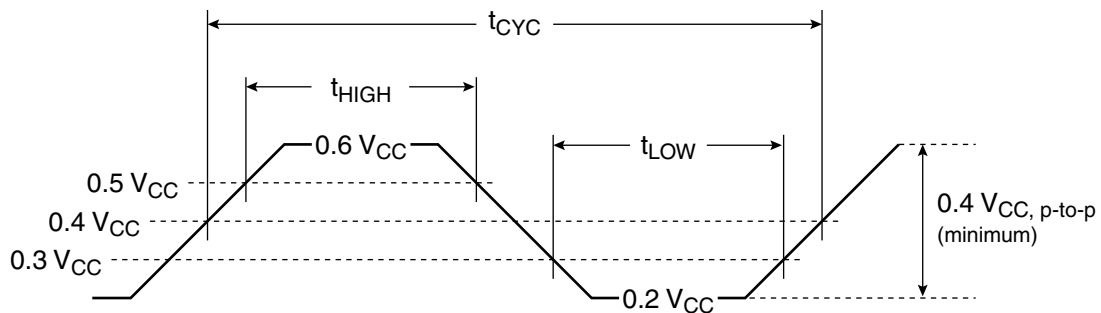 tCYC
tHIGH
0.6 VCC
tLOW
0.5 VCC
0.4 VCC
0.4 VCC, p-to-p
(minimum)
0.3 VCC
0.2 VCC